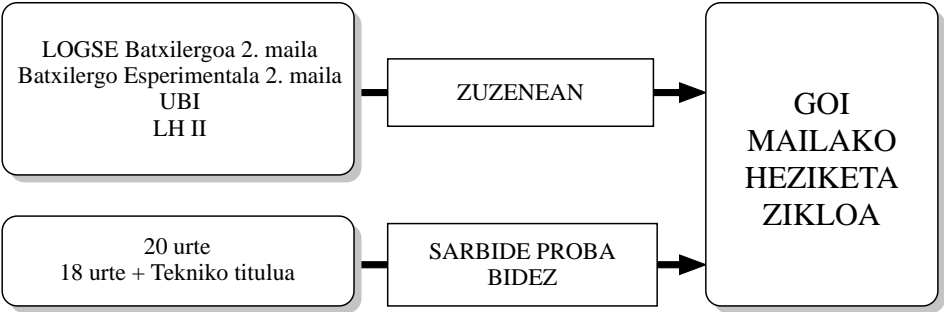 LOGSE Batxilergoa 2. maila
Batxilergo Esperimentala 2. maila
UBI
LH II
ZUZENEAN
GOI
MAILAKO
HEZIKETA
ZIKLOA
20 urte
18 urte + Tekniko titulua
SARBIDE PROBA
BIDEZ